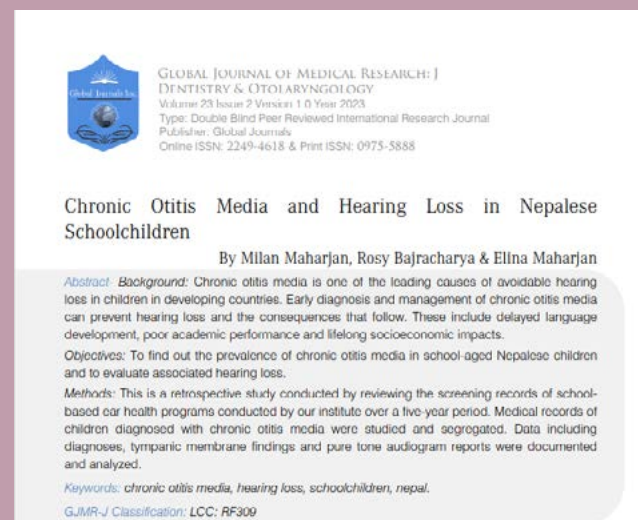 Global Journals Inc.
GLOBAL JOURNAL OF MEDICAL RESEARCH: J
DENTISTRY & OTOLARYNGOLOGY
Volume 23 Issue 2 Version 1.0 Year 2023
Type: Double Blind Peer Reviewed International Research Journal
Publisher: Global Journals
Online ISSN: 2249-4618 & Print ISSN: 0975-5888
Chronic Otitis Media and Hearing Loss in Nepalese
Schoolchildren
By Milan Maharjan, Rosy Bajracharya & Elina Maharjan
Abstract- Background: Chronic otitis media is one of the leading causes of avoidable hearing
loss in children in developing countries. Early diagnosis and management of chronic otitis media
can prevent hearing loss and the consequences that follow. These include delayed language
development, poor academic performance and lifelong socioeconomic impacts.
Objectives: To find out the prevalence of chronic otitis media in school-aged Nepalese children
and to evaluate associated hearing loss.
Methods: This is a retrospective study conducted by reviewing the screening records of school-
based ear health programs conducted by our institute over a five-year period. Medical records of
children diagnosed with chronic otitis media were studied and segregated. Data including
diagnoses, tympanic membrane findings and pure tone audiogram reports were documented
and analyzed.
Keywords: chronic otitis media, hearing loss, schoolchildren, nepal.
GJMR-J Classification: LCC: RF309